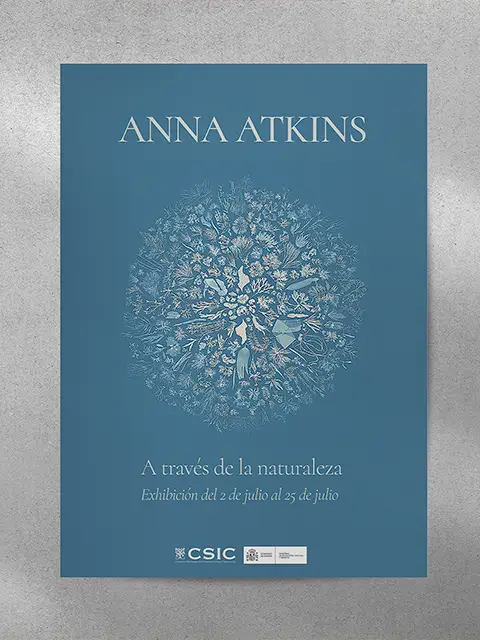 ANNA ATKINS
A través de la naturaleza
Exhibición del 2 de julio al 25 de julio
CSIC